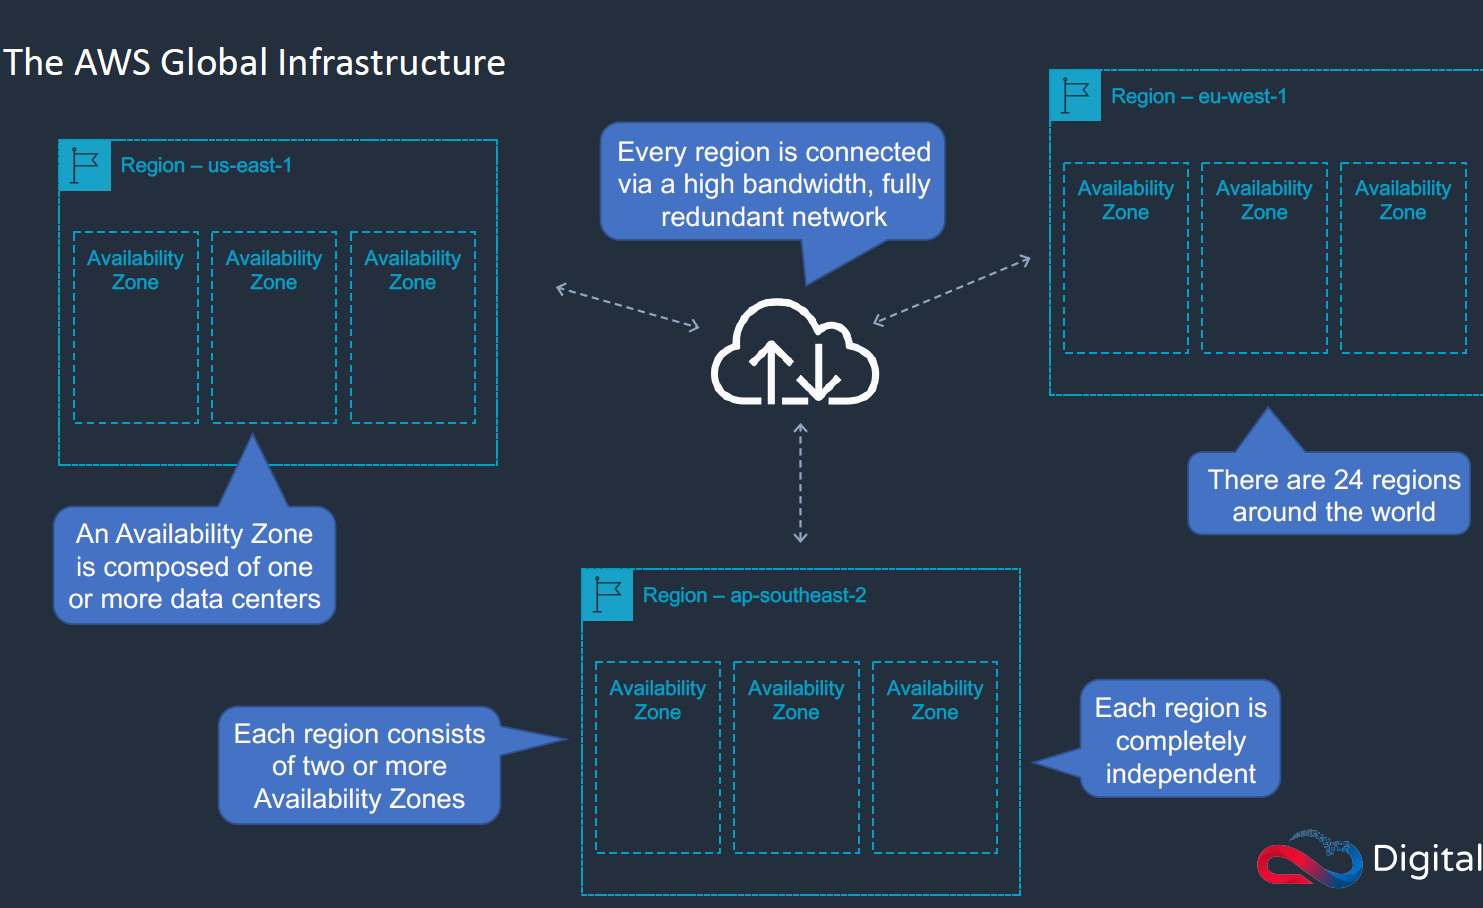 The AWS Global Infrastructure
Region – eu-west-1
Every region is connected
via a high bandwidth, fully
redundant network
Region – us-east-1
Availability
Zone
Availability
Zone
Availability
Zone
Availability
Zone
Availability
Zone
Availability
Zone
There are 24 regions
around the world
An Availability Zone
is composed of one
or more data centers
Region – ap-southeast-2
Availability
Zone
Availability
Zone
Availability
Zone
Each region consists
of two or more
Availability Zones
Each region is
completely
independent
Digital